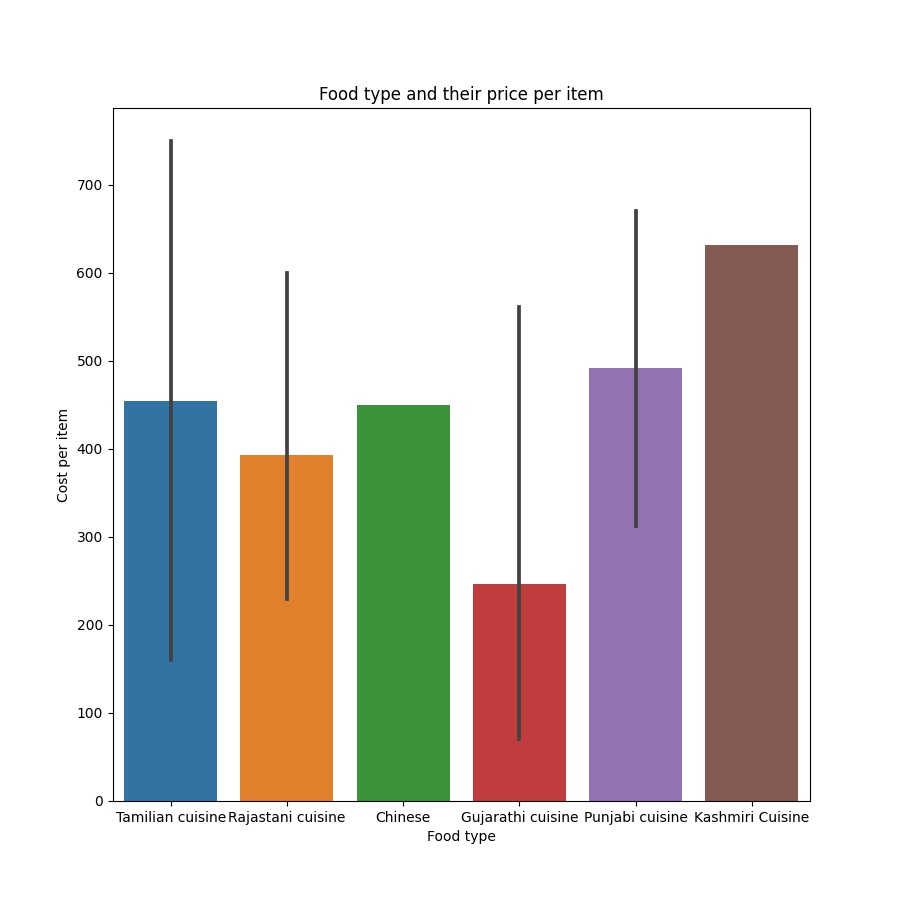 Food type and their price per item
Cost per item
700
600
500
400
300
200
100
0
Tamilian cuisine Rajastani cuisine Chinese Gujarathi cuisine Punjabi cuisine Kashmiri Cuisine
Food type